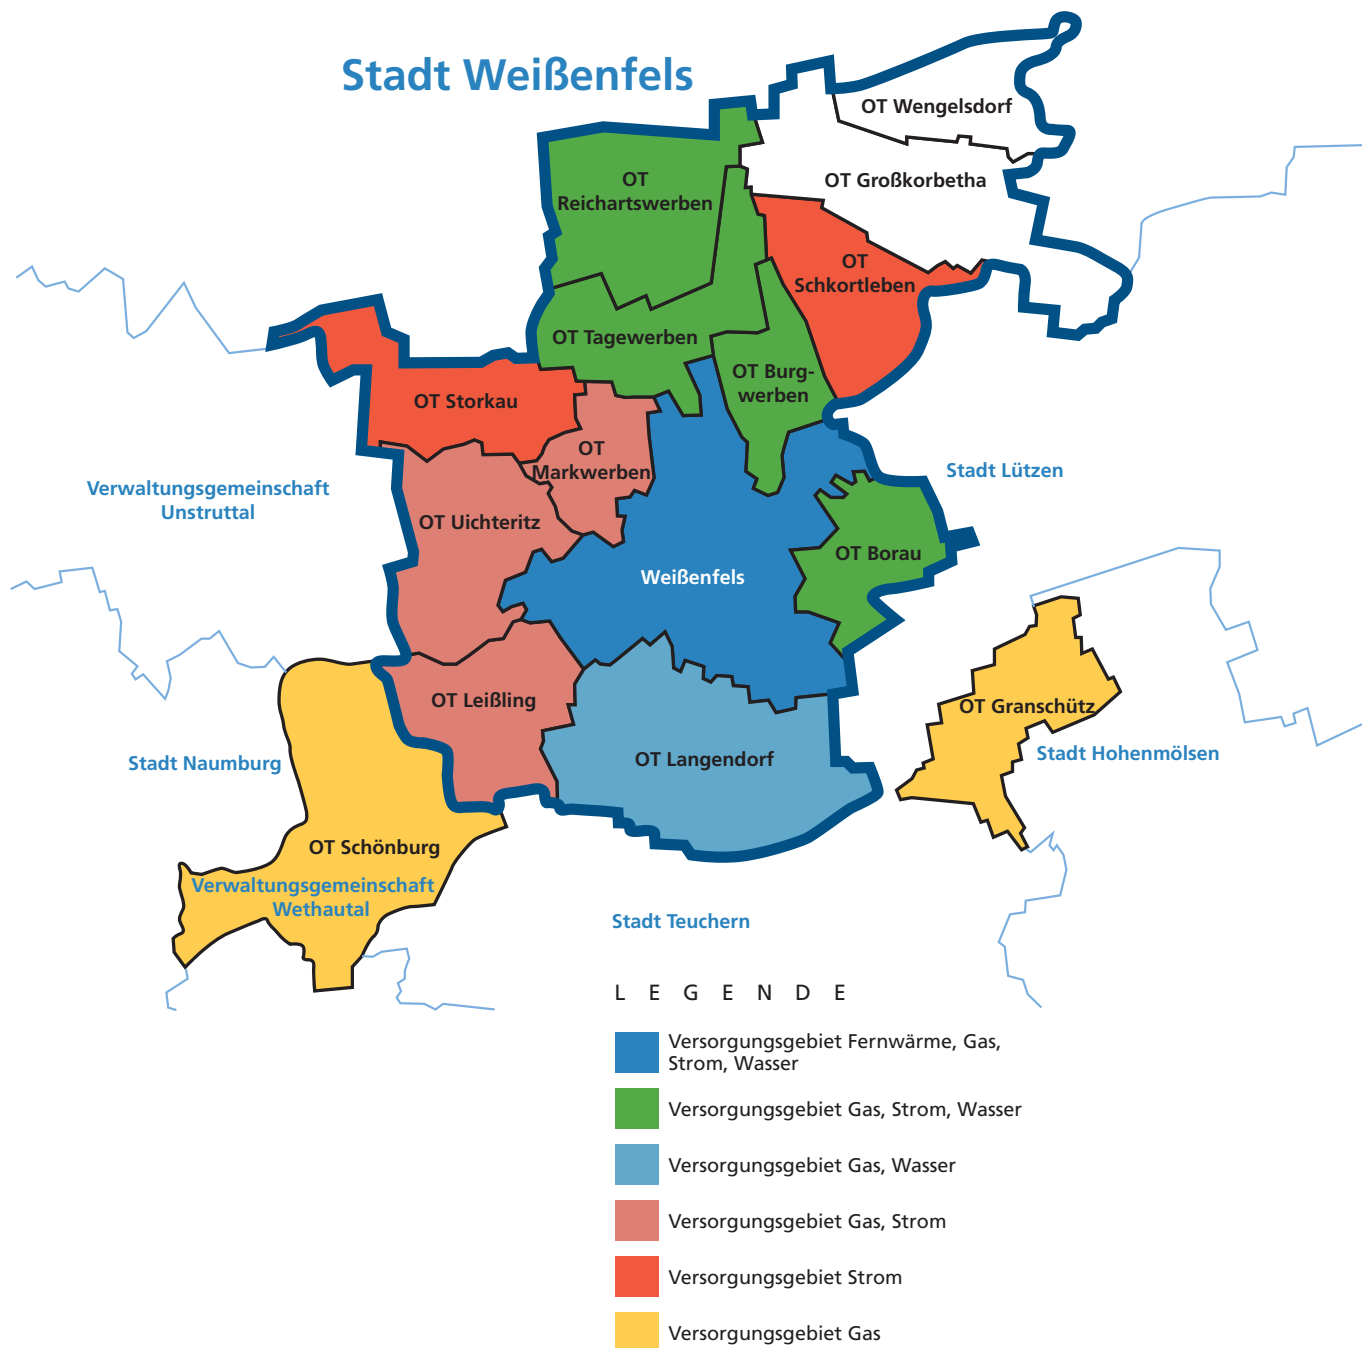 Stadt Weißenfels
OT Wengelsdorf
OT Großkorbetha
OT
Reichartswerben
OT
Schkortleben
OT Tagewerben
OT Burg-
werben
OT Storkau
OT
Markwerben
Stadt Lützen
Verwaltungsgemeinschaft
Unstruttal
OT Uichteritz
OT Borau
Weißenfels
OT Leißling
OT Granschütz
Stadt Hohenmölsen
Stadt Naumburg
OT Langendorf
OT Schönburg
Verwaltungsgemeinschaft
Wethautal
Stadt Teuchern
L E G E N D E
Versorgungsgebiet Fernwärme, Gas,
Strom, Wasser
Versorgungsgebiet Gas, Strom, Wasser
Versorgungsgebiet Gas, Wasser
Versorgungsgebiet Gas, Strom
Versorgungsgebiet Strom
Versorgungsgebiet Gas